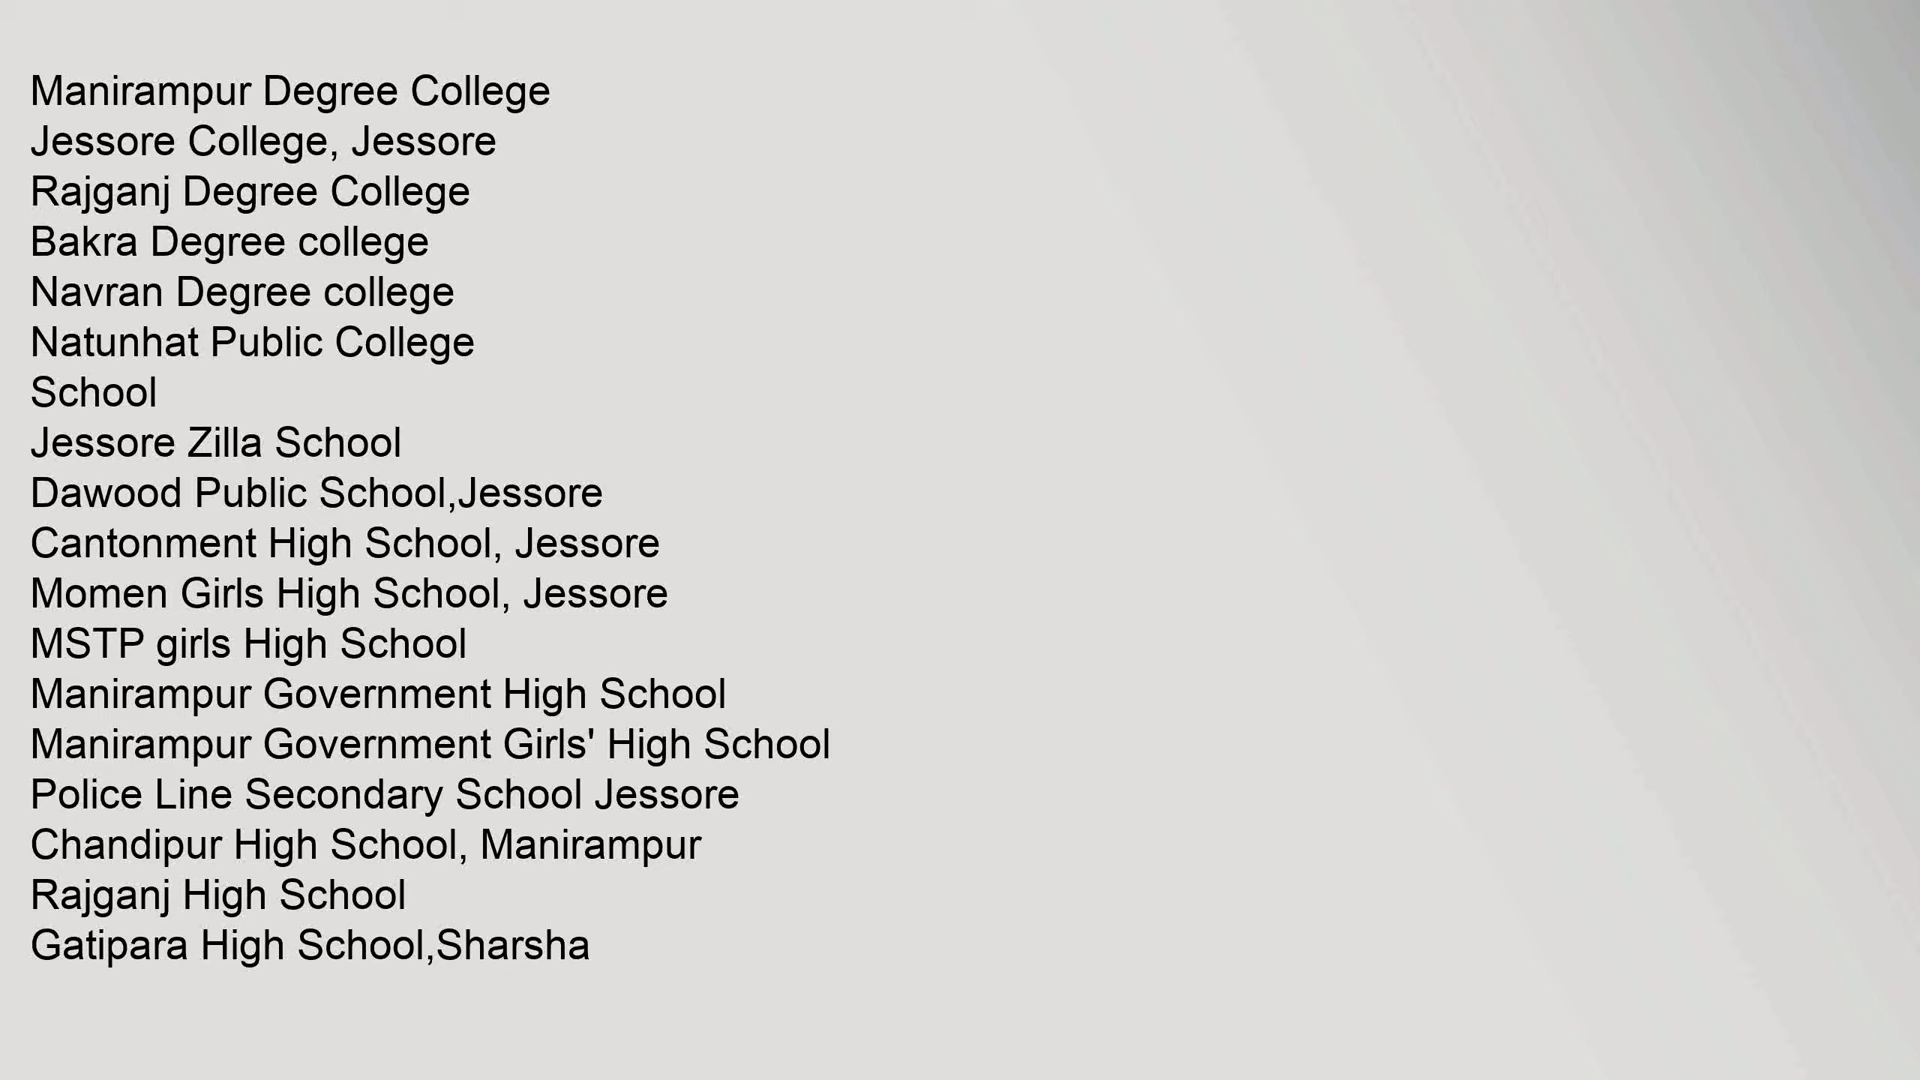 Manirampur Degree College
Jessore College, Jessore
Rajganj Degree College
Bakra Degree college
Navran Degree college
Natunhat Public College
School
Jessore Zilla School
Dawood Public School,Jessore
Cantonment High School, Jessore
Momen Girls High School, Jessore
MSTP girls High School
Manirampur Government High School
Manirampur Government Girls' High School
Police Line Secondary School Jessore
Chandipur High School, Manirampur
Rajganj High School
Gatipara High School,Sharsha